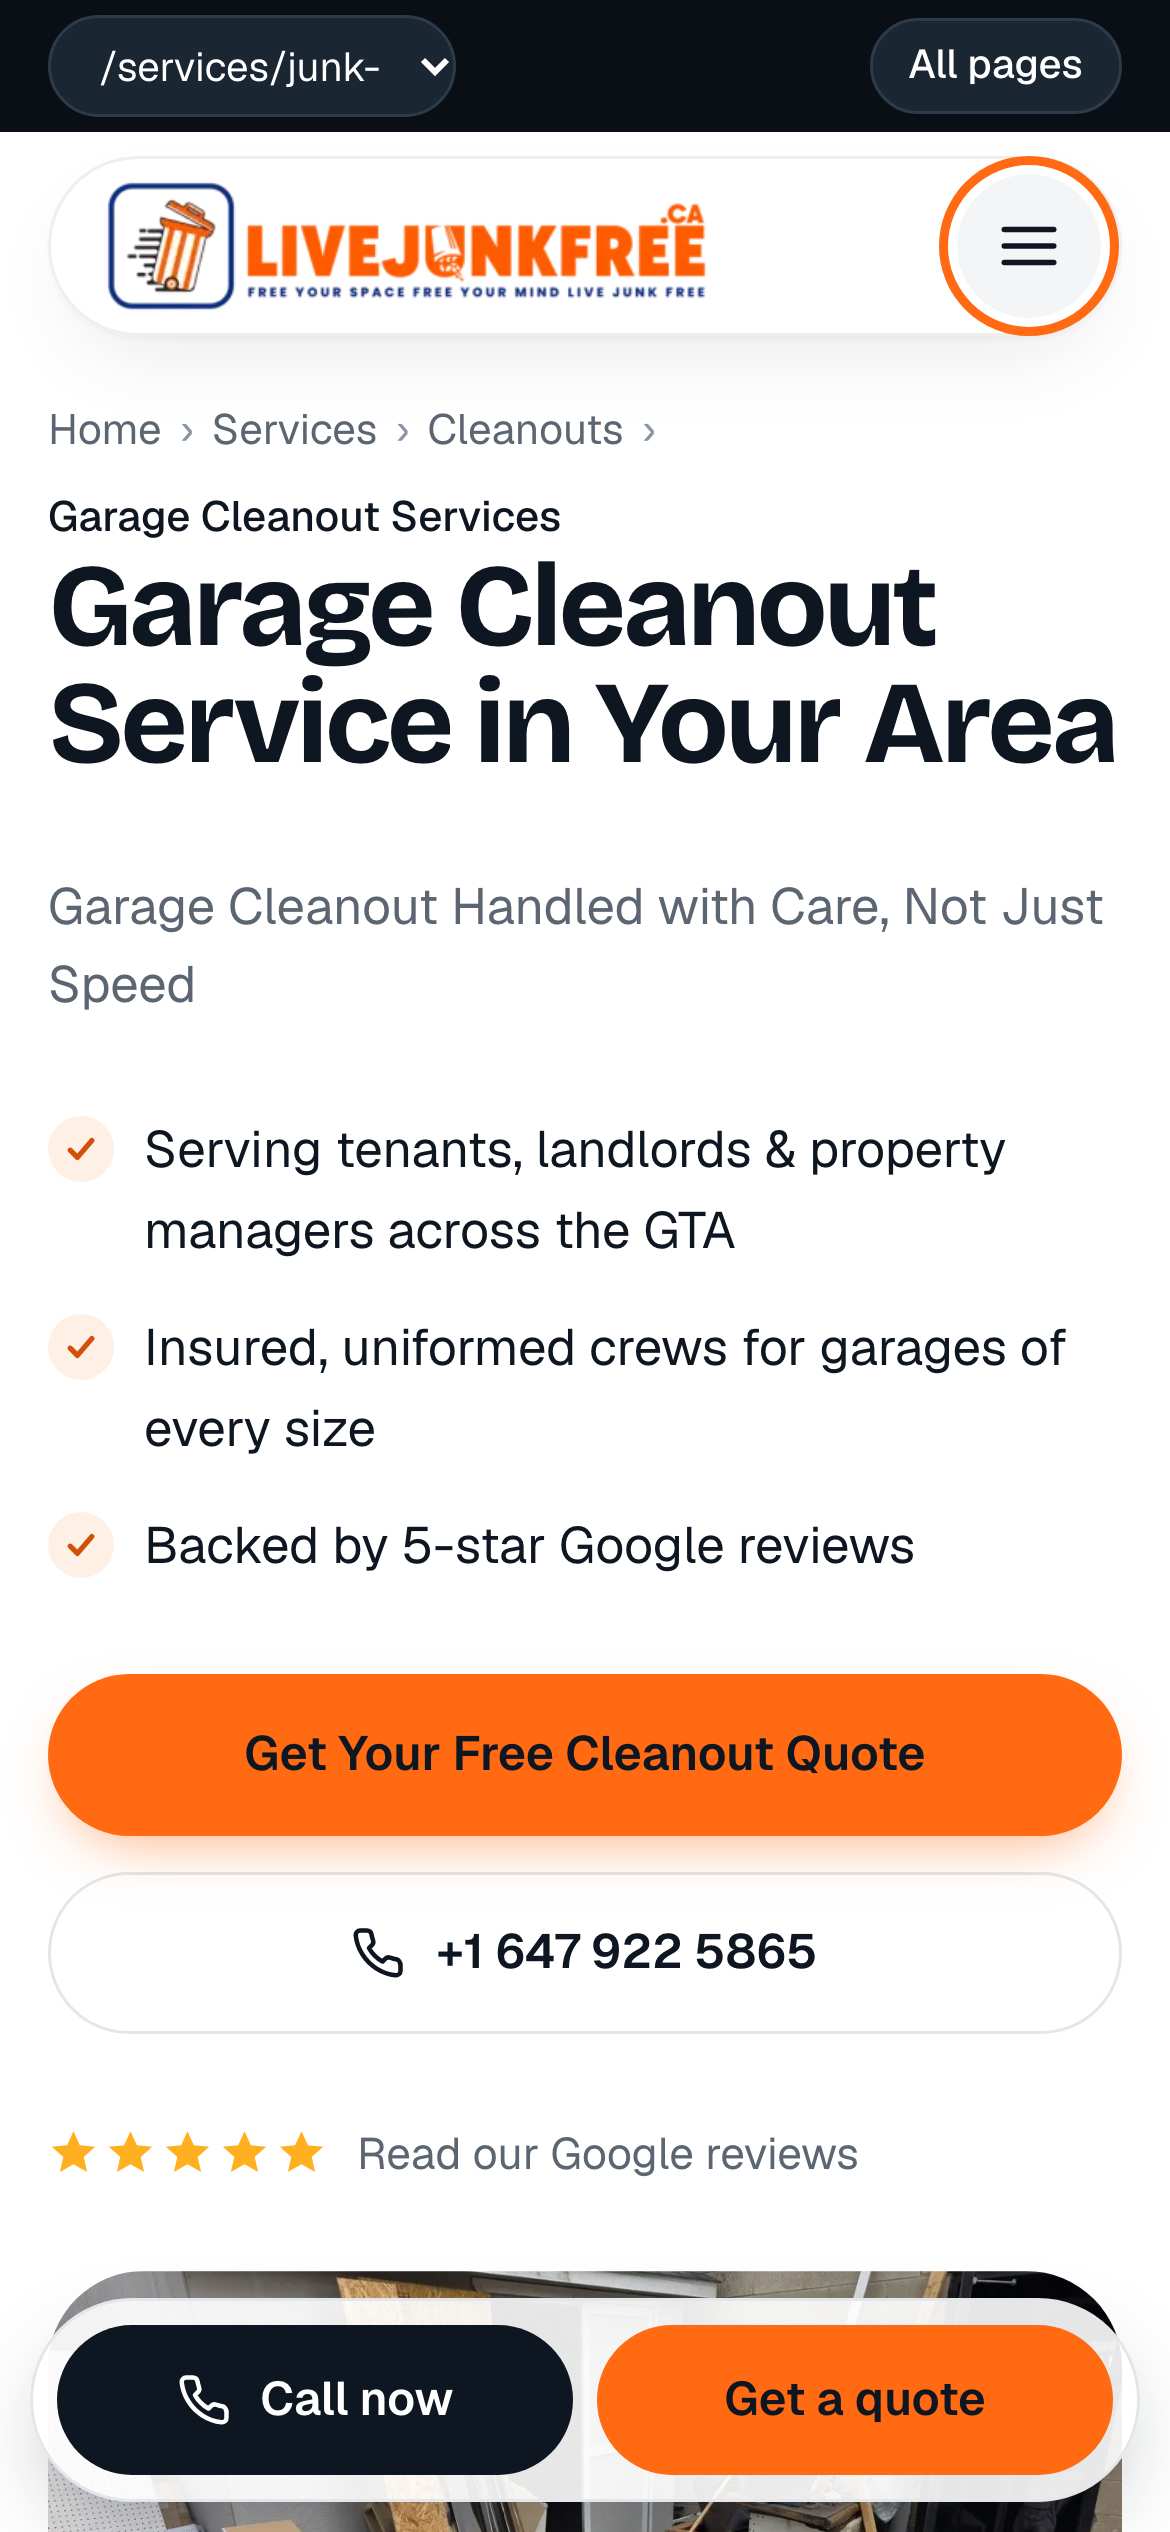 /services/junk-
All pages
LIVEJUNKFREE.CA
FREE YOUR SPACE FREE YOUR MIND LIVE JUNK FREE
Home › Services › Cleanouts ›
Garage Cleanout Services
Garage Cleanout
Service in Your Area
Garage Cleanout Handled with Care, Not Just
Speed
Serving tenants, landlords & property
managers across the GTA
Insured, uniformed crews for garages of
every size
Backed by 5-star Google reviews
Get Your Free Cleanout Quote
+1 647 922 5865
Read our Google reviews
Call now
Get a quote